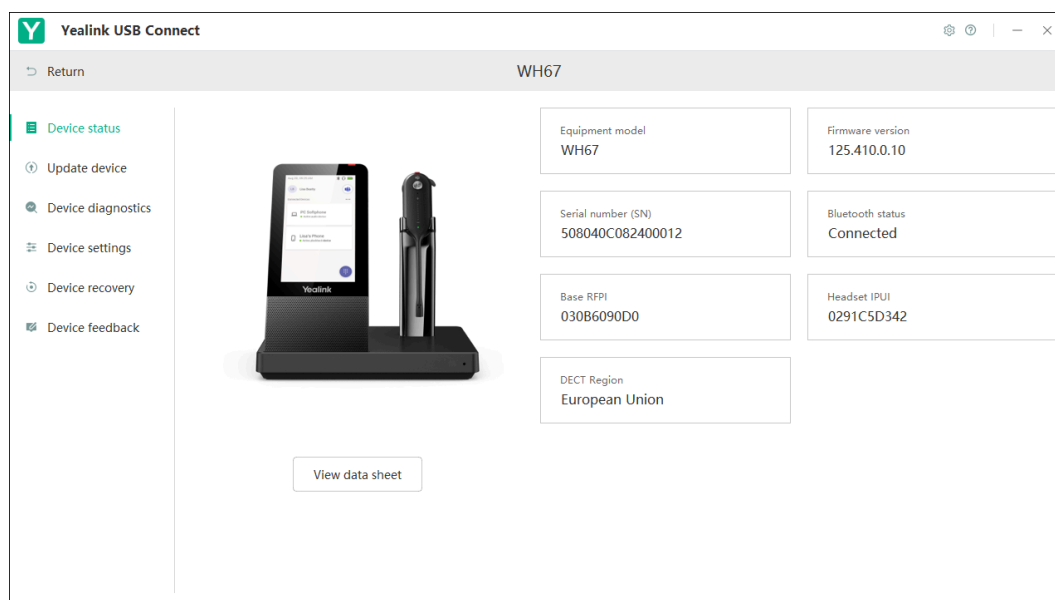 Yealink USB Connect
Return
WH67
Device status
Update device
Device diagnostics
Device settings
Device recovery
Device feedback
PC Softphone
Yealink
View data sheet
Equipment model
WH67
Firmware version
125.410.0.10
Serial number (SN)
508040C082400012
Bluetooth status
Connected
Base RFPI
030B6090D0
Headset IPUI
0291C5D342
DECT Region
European Union